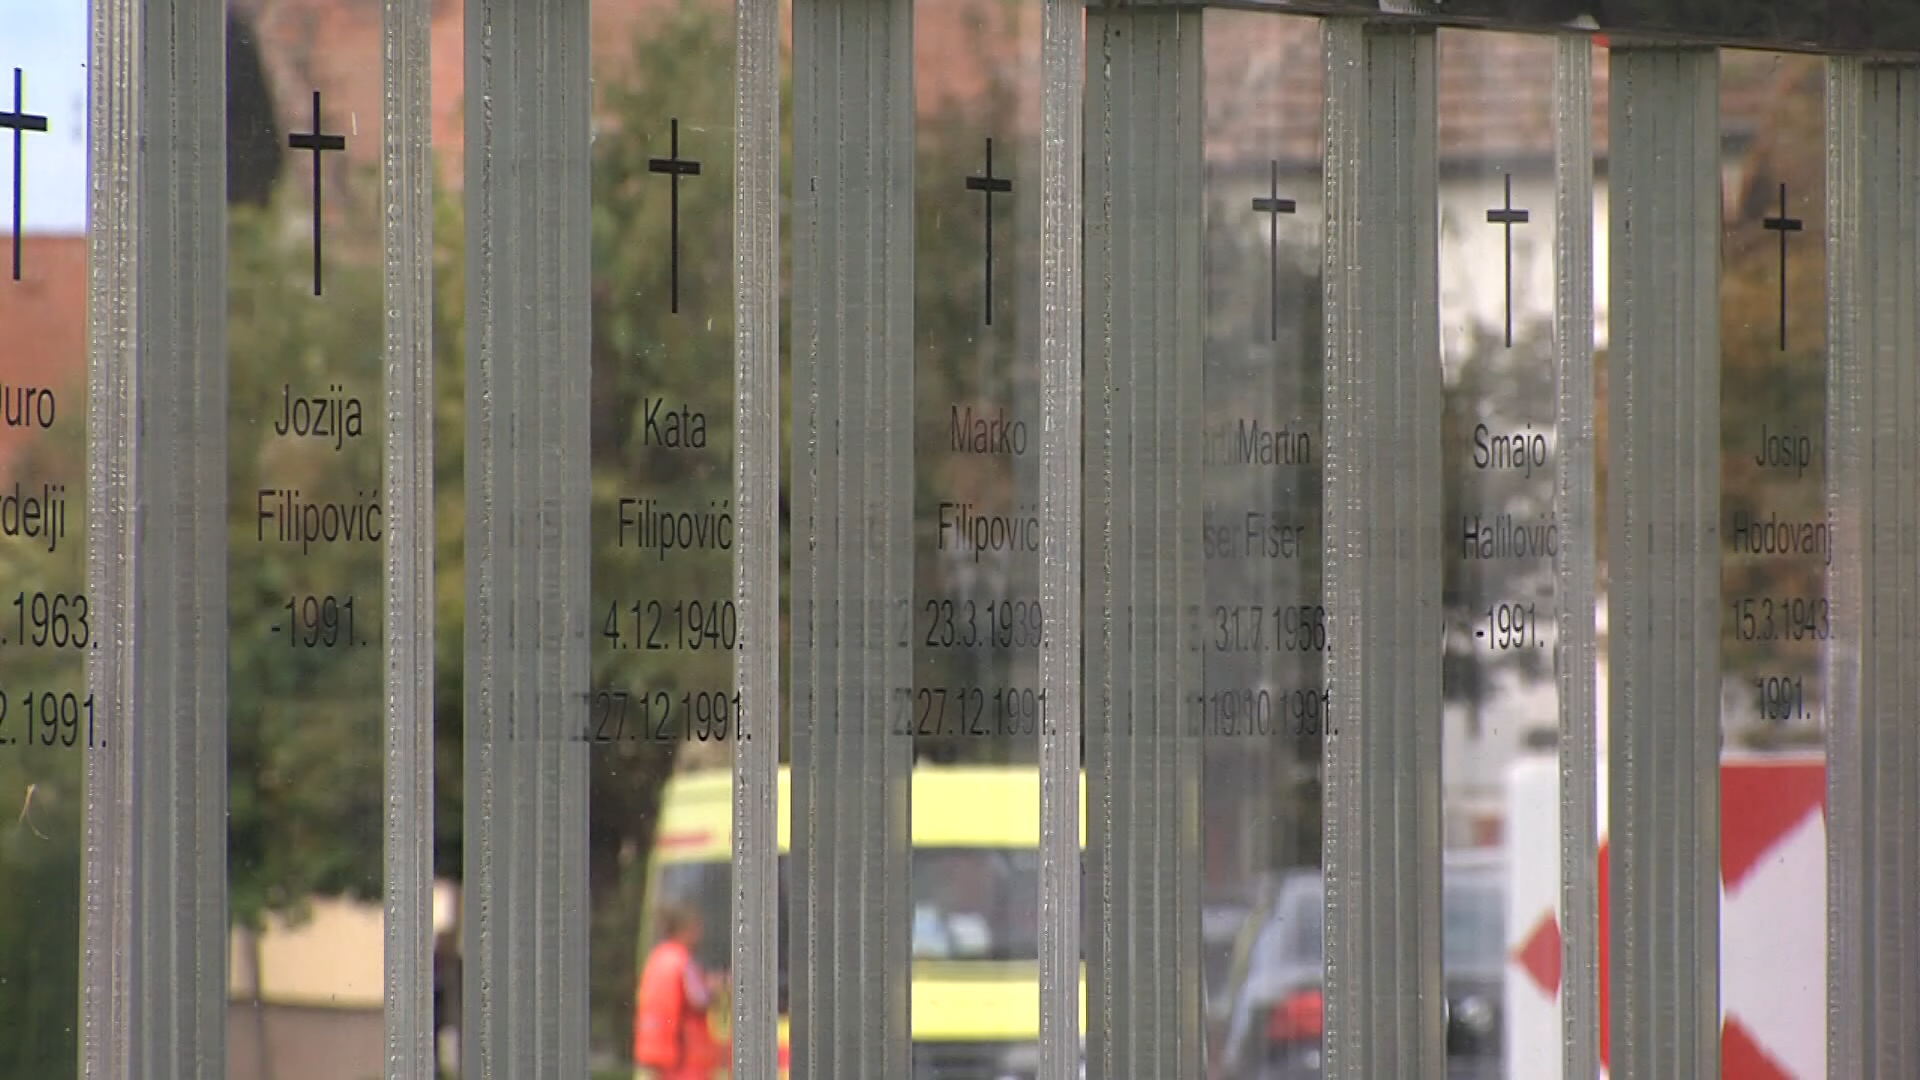 Jozija
Filipović
-1991.
Kata
Filipović
4.12.1940.
27.12.1991.
Marko
Filipović
23.3.1939.
27.12.1991.
Martin
Fišer
31.7.1956.
19.10.1991.
Smajo
Halilović
-1991.
Josip
Hodovanj
15.3.1943.
1991.